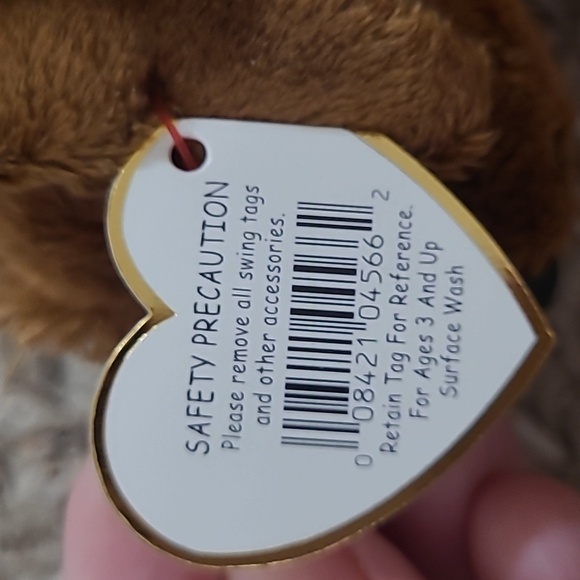 SAFETY PRECAUTION
Please remove all swing tags
and other accessories.
0 08421 04566 2
Retain Tag For Reference.
For Ages 3 And Up
Surface Wash